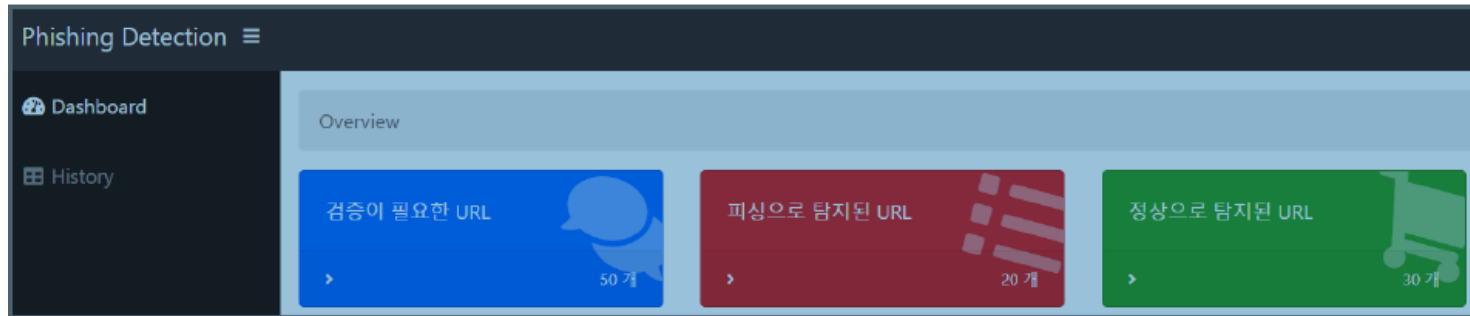 Phishing Detection
Dashboard
History
Overview
검증이 필요한 URL
50 개
피싱으로 탐지된 URL
20 개
정상으로 탐지된 URL
30 개